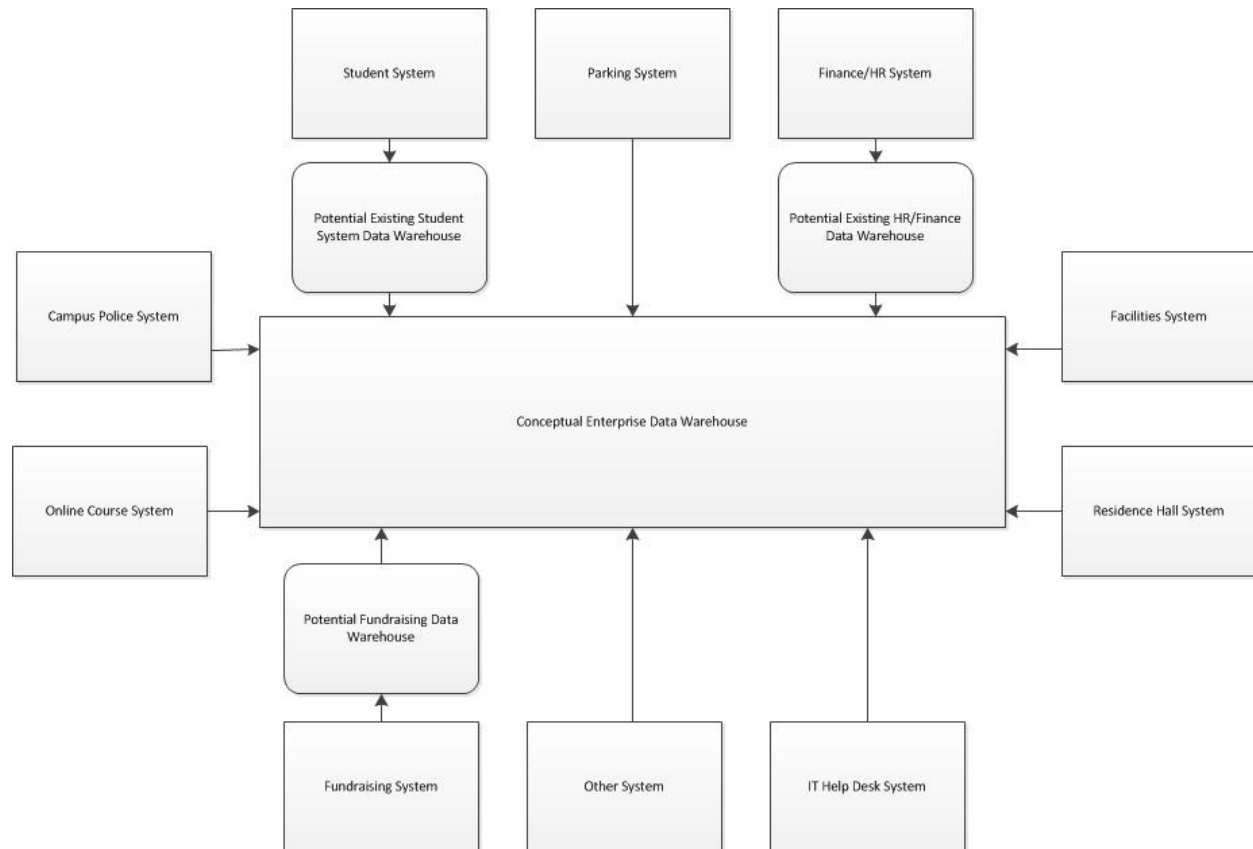 Student System
Parking System
Finance/HR System
Potential Existing Student
System Data Warehouse
Potential Existing HR/Finance
Data Warehouse
Campus Police System
Facilities System
Conceptual Enterprise Data Warehouse
Online Course System
Residence Hall System
Potential Fundraising Data
Warehouse
Fundraising System
Other System
IT Help Desk System